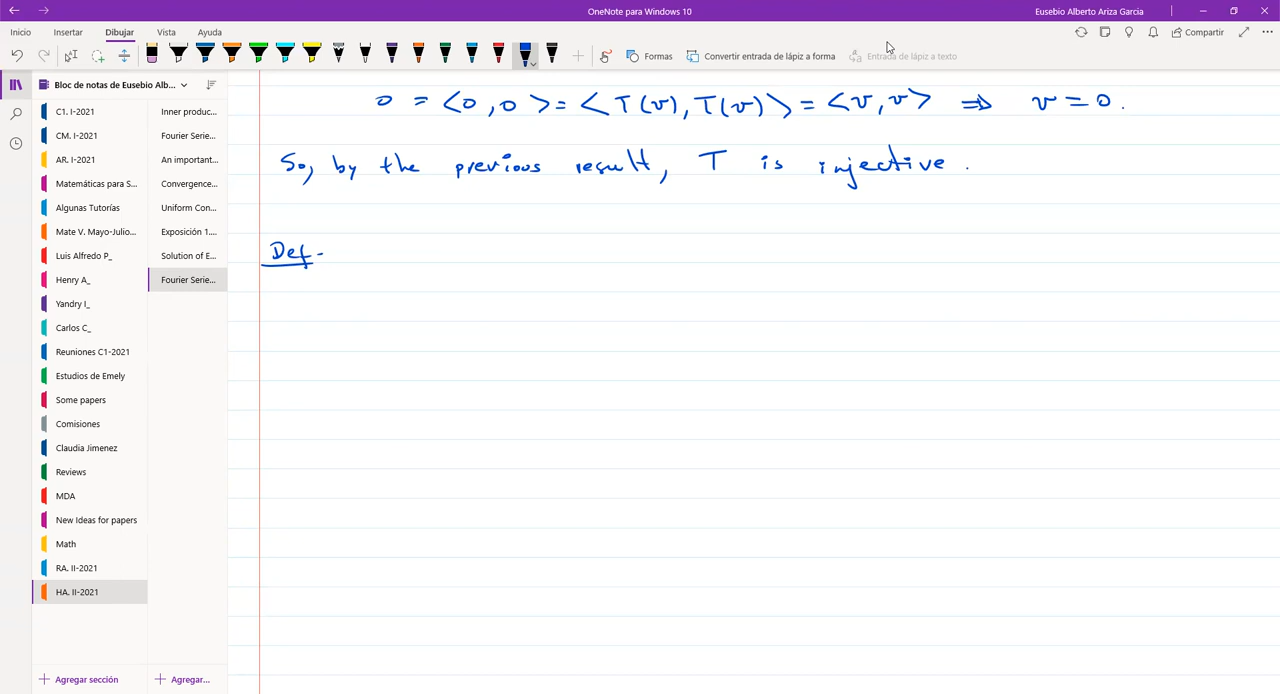 OneNote para Windows 10
Eusebio Alberto Ariza Garcia
Inicio Insertar Dibujar Vista Ayuda
Compartir
Formas
Convertir entrada de lápiz a forma
Entrada de lápiz a texto
Bloc de notas de Eusebio Alb...
C1. I-2021
CM. I-2021
AR. I-2021
Matemáticas para S...
Algunas Tutorías
Mate V. Mayo-Julio...
Luis Alfredo P_
Henry A_
Yandry I_
Carlos C_
Reuniones C1-2021
Estudios de Emely
Some papers
Comisiones
Claudia Jimenez
Reviews
MDA
New Ideas for papers
Math
RA. II-2021
HA. II-2021
Agregar sección
Inner produc...
Fourier Serie...
An important...
Convergence...
Uniform Con...
Exposición 1....
Solution of E...
Fourier Serie...
Agregar...
0 = <0,0> = <T(v),T(v)> = <v,v> ⇒ v=0.
So, by the previous result, T is injective.
Def.